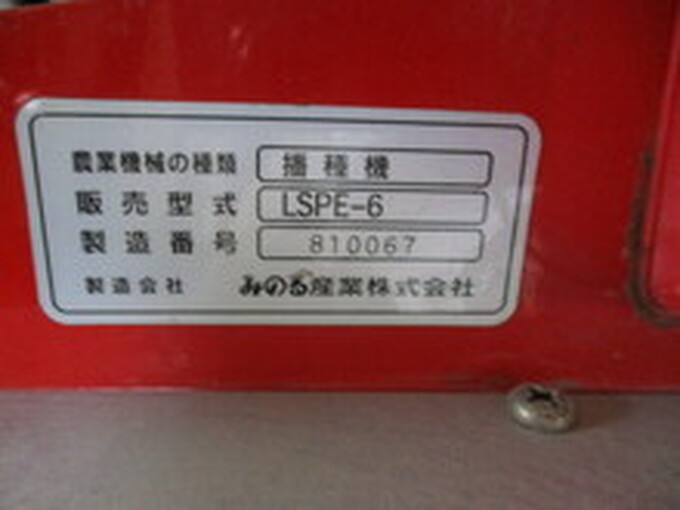 農業機械の種類 播種機
販売型式 LSPE-6
製造番号 810067
製造会社 みのる産業株式会社